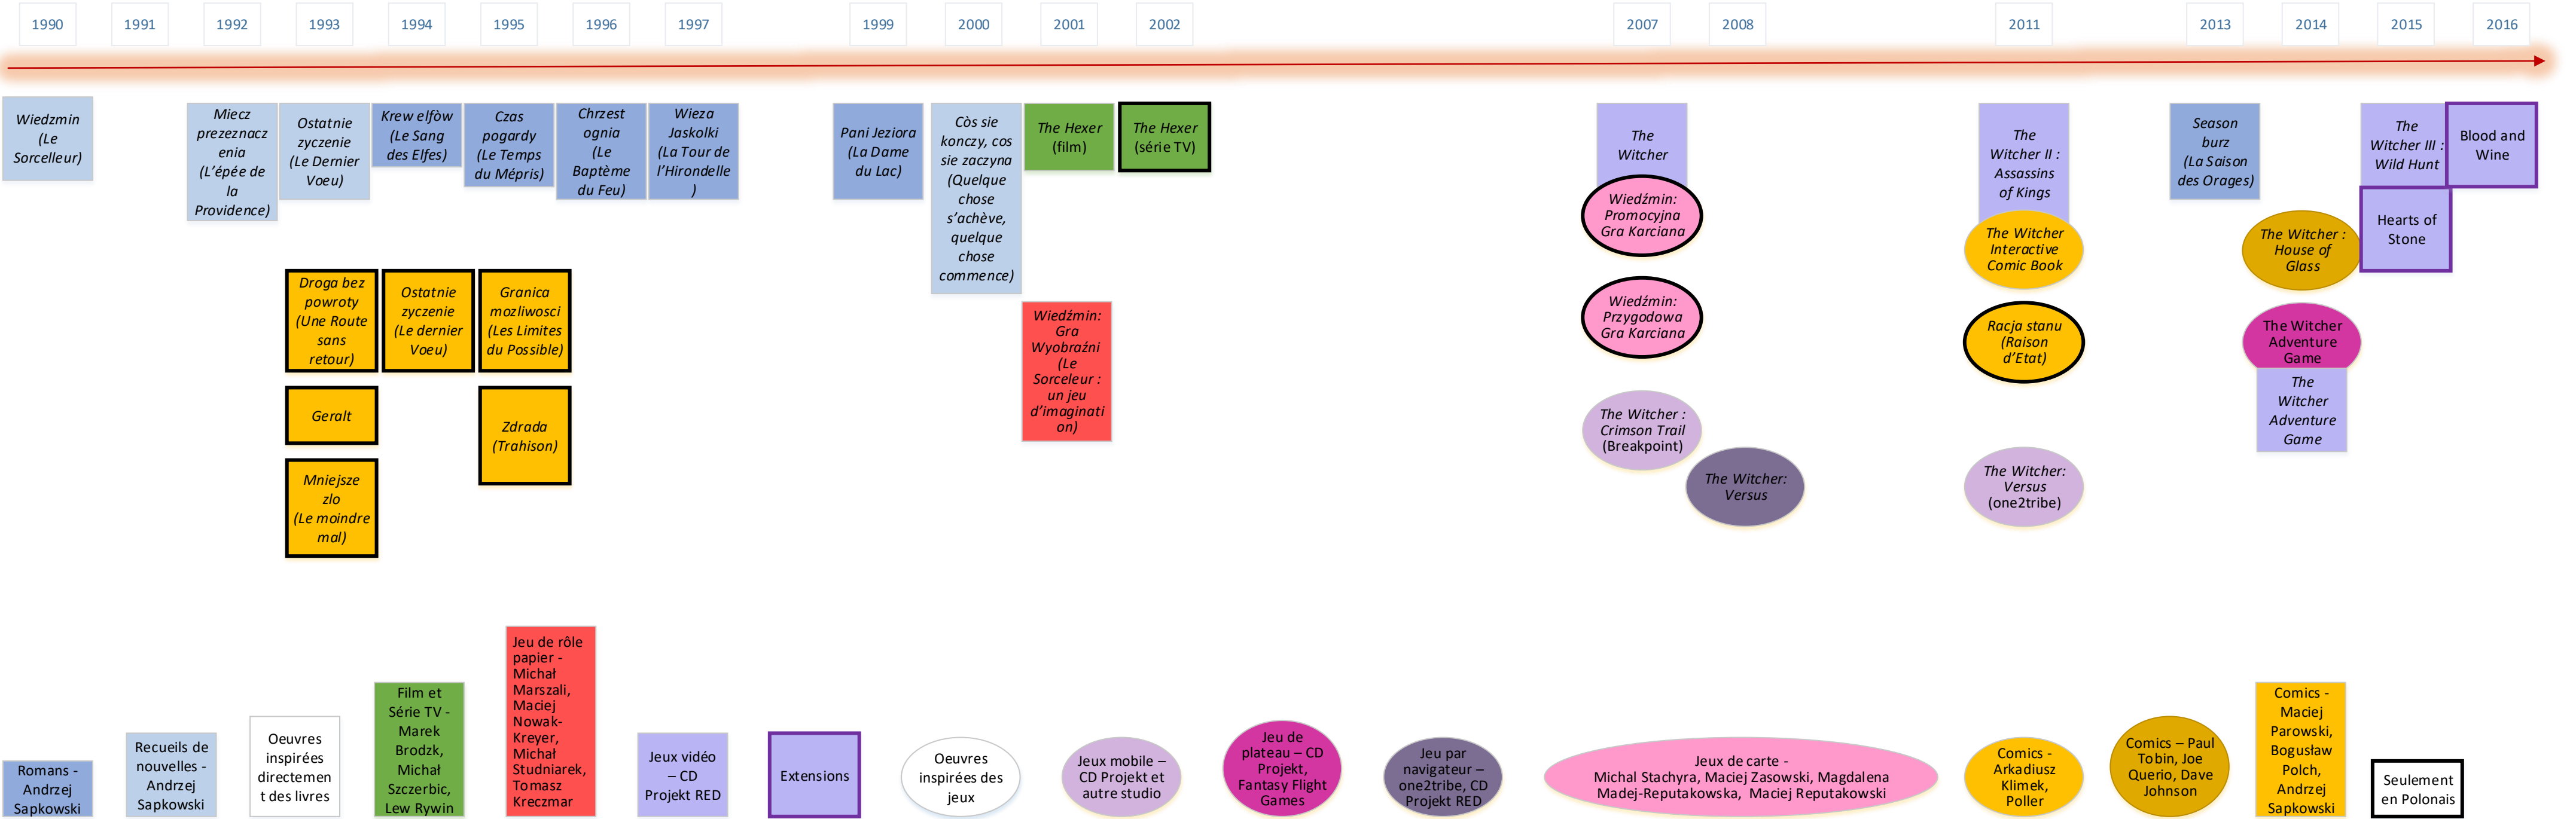 1990
1991
1992
1993
1994
1995
1996
1997
1999
2000
2001
2002
2007
2008
2011
2013
2014
2015
2016
Wiedzmin
(Le
Sorcelleur)
Miecz
prezeznacz
enia
(L'épée de
la
Providence)
Ostatnie
zyczenie
(Le Dernier
Voeu)
Krew elfòw
(Le Sang
des Elfes)
Czas
pogardy
(Le Temps
du Mépris)
Chrzest
ognia
(Le
Baptème
du Feu)
Wieza
Jaskolki
(La Tour de
l'Hirondelle
)
Pani Jeziora
(La Dame
du Lac)
Còs sie
konczy, cos
sie zaczyna
(Quelque
chose
s'achève,
quelque
chose
commence)
The Hexer
(film)
The Hexer
(série TV)
The
Witcher
The
Witcher II :
Assassins
of Kings
Season
burz
(La Saison
des Orages)
The
Witcher III :
Wild Hunt
Blood and
Wine
Hearts of
Stone
Wiedźmin:
Promocyjna
Gra Karciana
The Witcher
Interactive
Comic Book
The Witcher :
House of
Glass
Droga bez
powroty
(Une Route
sans
retour)
Ostatnie
zyczenie
(Le dernier
Voeu)
Granica
mozliwosci
(Les Limites
du Possible)
Wiedźmin:
Gra
Wyobraźni
(Le
Sorceleur :
un jeu
d'imaginati
on)
Wiedźmin:
Przygodowa
Gra Karciana
Racja stanu
(Raison
d'Etat)
The Witcher
Adventure
Game
The
Witcher
Adventure
Game
Geralt
Zdrada
(Trahison)
The Witcher :
Crimson Trail
(Breakpoint)
Mniejsze
zlo
(Le moindre
mal)
The Witcher:
Versus
The Witcher:
Versus
(one2tribe)
Romans -
Andrzej
Sapkowski
Recueils de
nouvelles -
Andrzej
Sapkowski
Oeuvres
inspirées
directemen
t des livres
Film et
Série TV -
Marek
Brodzk,
Michał
Szczerbic,
Lew Rywin
Jeu de rôle
papier -
Michał
Marszali,
Maciej
Nowak-
Kreyer,
Michał
Studniarek,
Tomasz
Kreczmar
Jeux vidéo
– CD
Projekt RED
Extensions
Oeuvres
inspirées des
jeux
Jeux mobile –
CD Projekt et
autre studio
Jeu de
plateau – CD
Projekt,
Fantasy Flight
Games
Jeu par
navigateur –
one2tribe, CD
Projekt RED
Jeux de carte -
Michal Stachyra, Maciej Zasowski, Magdalena
Madej-Reputakowska, Maciej Reputakowski
Comics -
Arkadiusz
Klimek,
Poller
Comics – Paul
Tobin, Joe
Querio, Dave
Johnson
Comics -
Maciej
Parowski,
Bogusław
Polch,
Andrzej
Sapkowski
Seulement
en Polonais